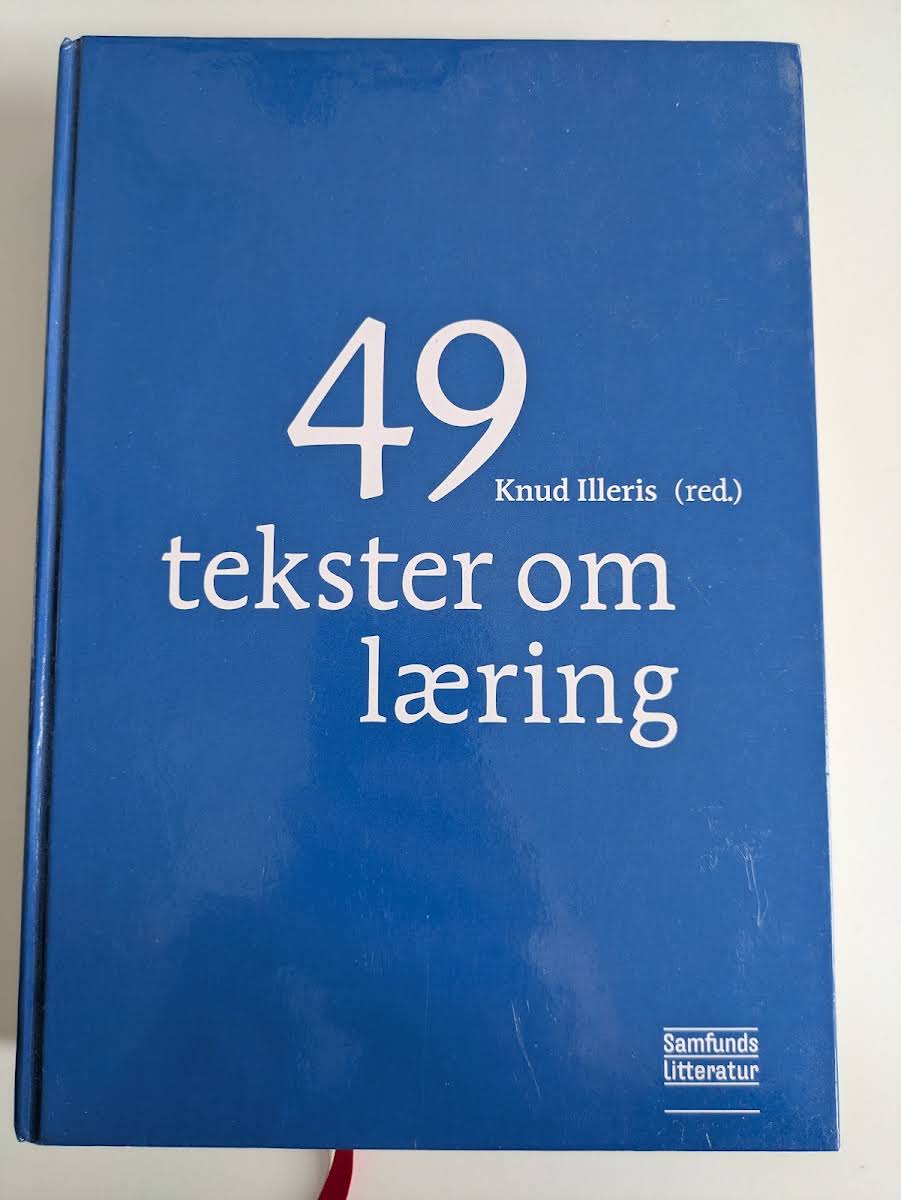 49
Knud Illeris (red.)
tekster om
læring
Samfunds
litteratur